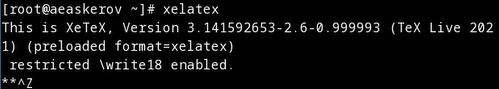 [root@aeaskerov ~]# xelatex
This is XeTeX, Version 3.141592653-2.6-0.999993 (TeX Live 202
1) (preloaded format=xelatex)
 restricted \write18 enabled.
**^Z